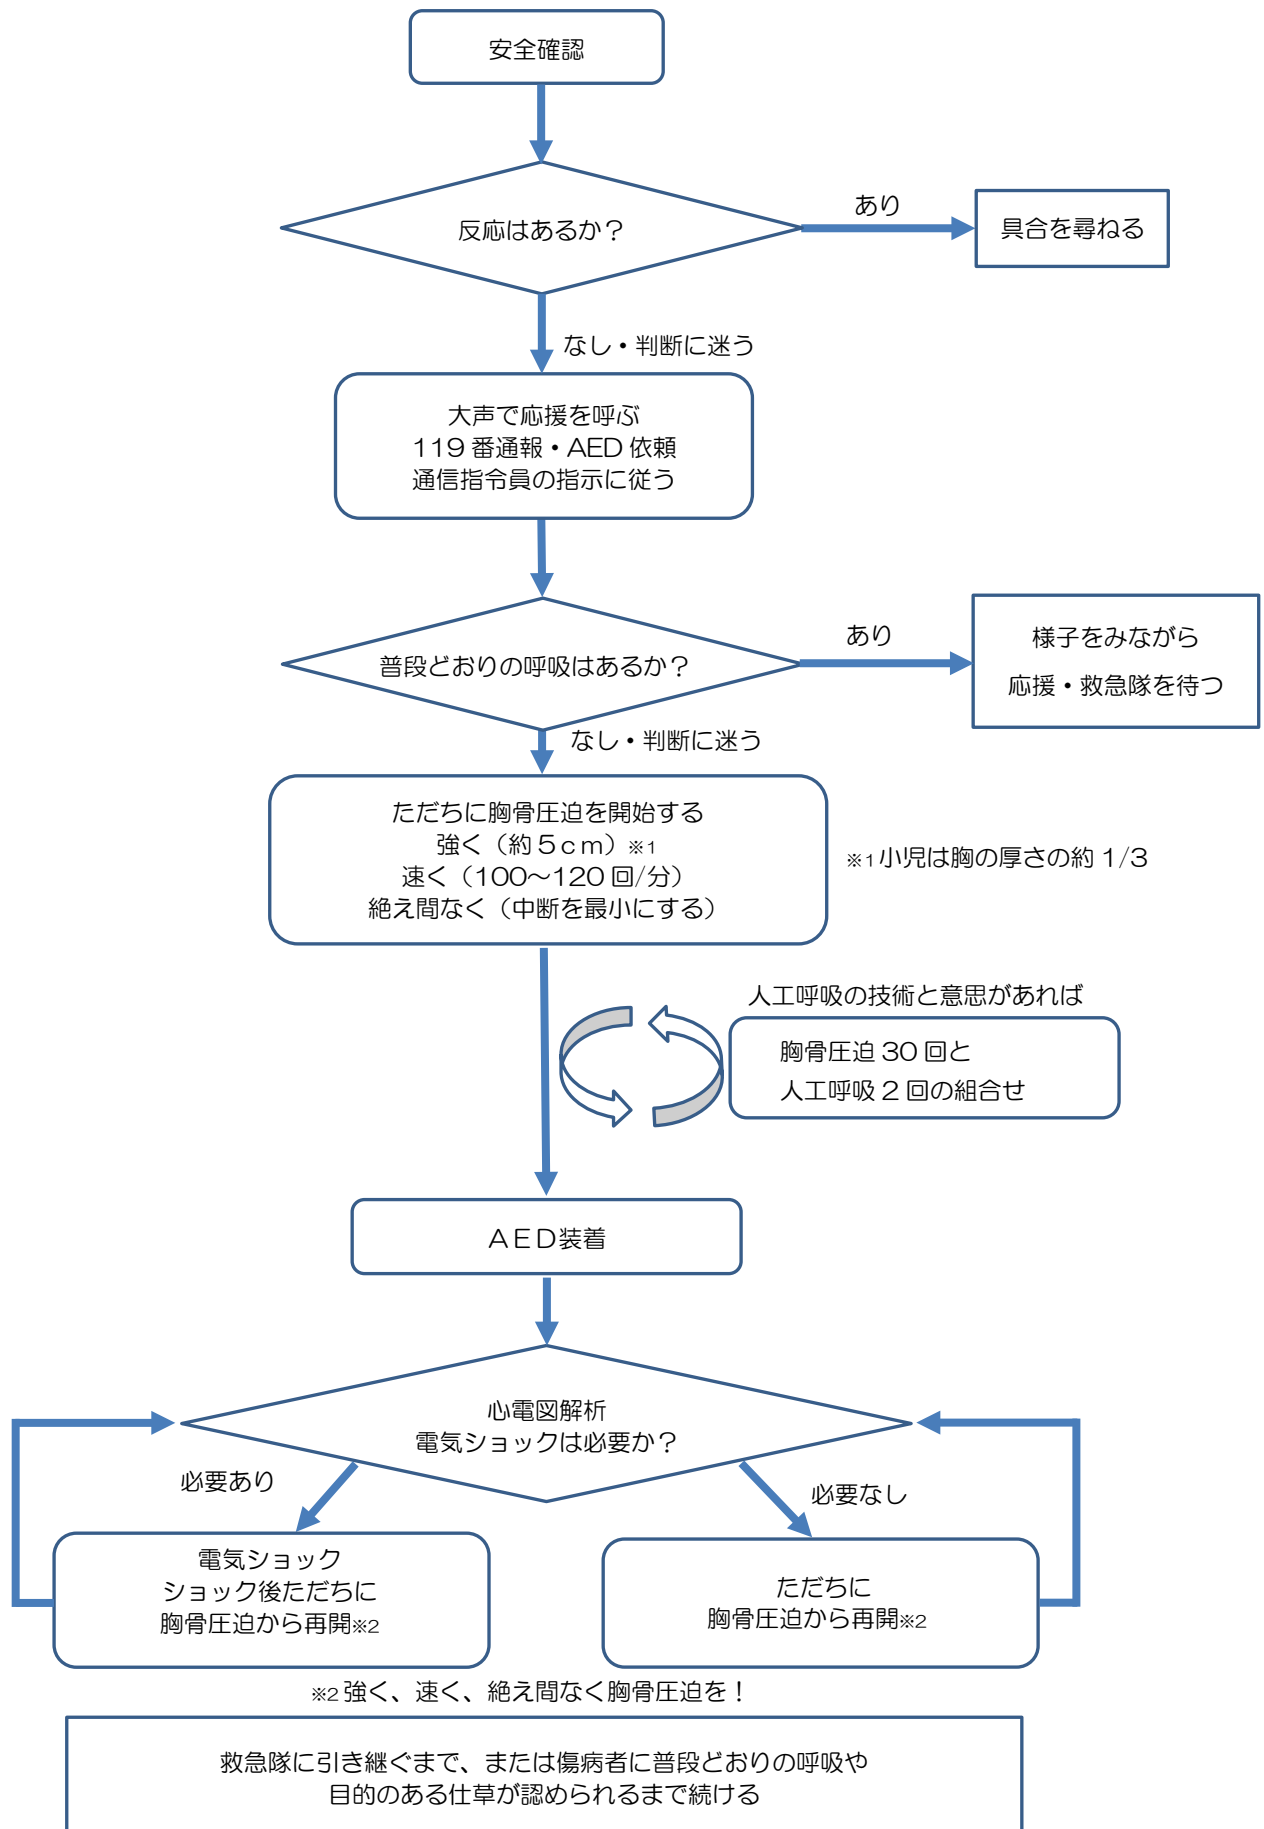 安全確認
反応はあるか？
あり
具合を尋ねる
なし・判断に迷う
大声で応援を呼ぶ
119番通報・AED依頼
通信指令員の指示に従う
普段どおりの呼吸はあるか？
あり
様子をみながら
応援・救急隊を待つ
なし・判断に迷う
ただちに胸骨圧迫を開始する
強く（約5cm）※1
速く（100～120回/分）
絶え間なく（中断を最小にする）
※1小児は胸の厚さの約1/3
人工呼吸の技術と意思があれば
胸骨圧迫30回と
人工呼吸2回の組合せ
AED装着
心電図解析
電気ショックは必要か？
必要あり
必要なし
電気ショック
ショック後ただちに
胸骨圧迫から再開※2
ただちに
胸骨圧迫から再開※2
※2強く、速く、絶え間なく胸骨圧迫を！
救急隊に引き継ぐまで、または傷病者に普段どおりの呼吸や
目的のある仕草が認められるまで続ける